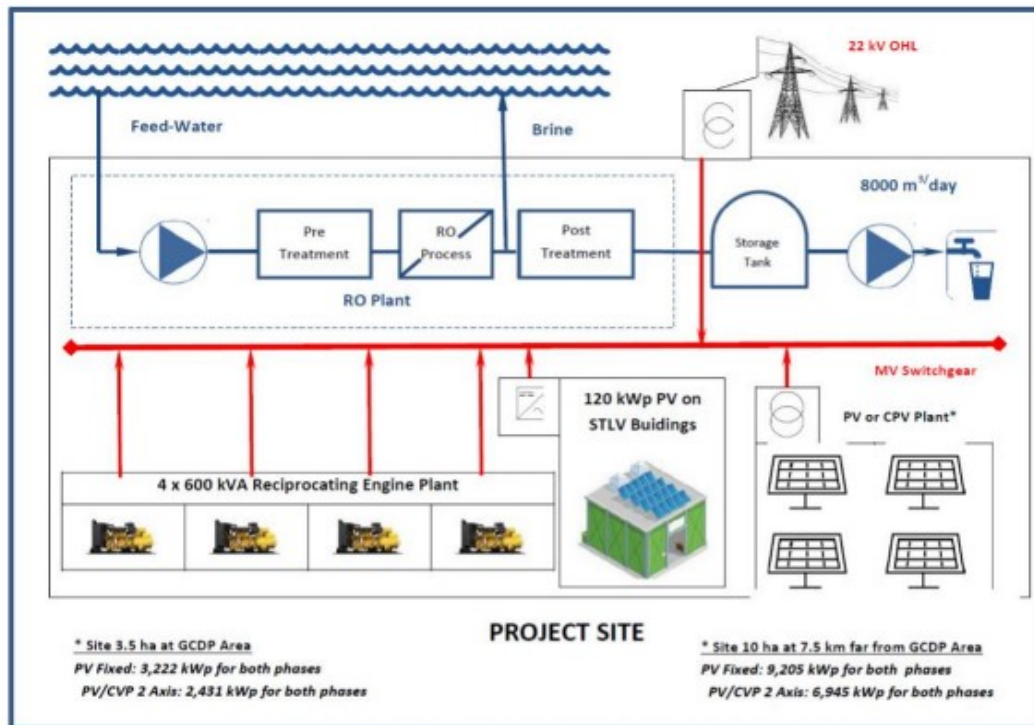 22 kV OHL
Feed-Water
Brine
8000 m³/day
Pre
Treatment
RO
Process
Post
Treatment
Storage
Tank
RO Plant
MV Switchgear
120 kWp PV on
STLV Buidings
PV or CPV Plant*
4 x 600 kVA Reciprocating Engine Plant
PROJECT SITE
* Site 3.5 ha at GCDP Area
PV Fixed: 3,222 kWp for both phases
PV/CVP 2 Axis: 2,431 kWp for both phases
* Site 10 ha at 7.5 km far from GCDP Area
PV Fixed: 9,205 kWp for both phases
PV/CVP 2 Axis: 6,945 kWp for both phases